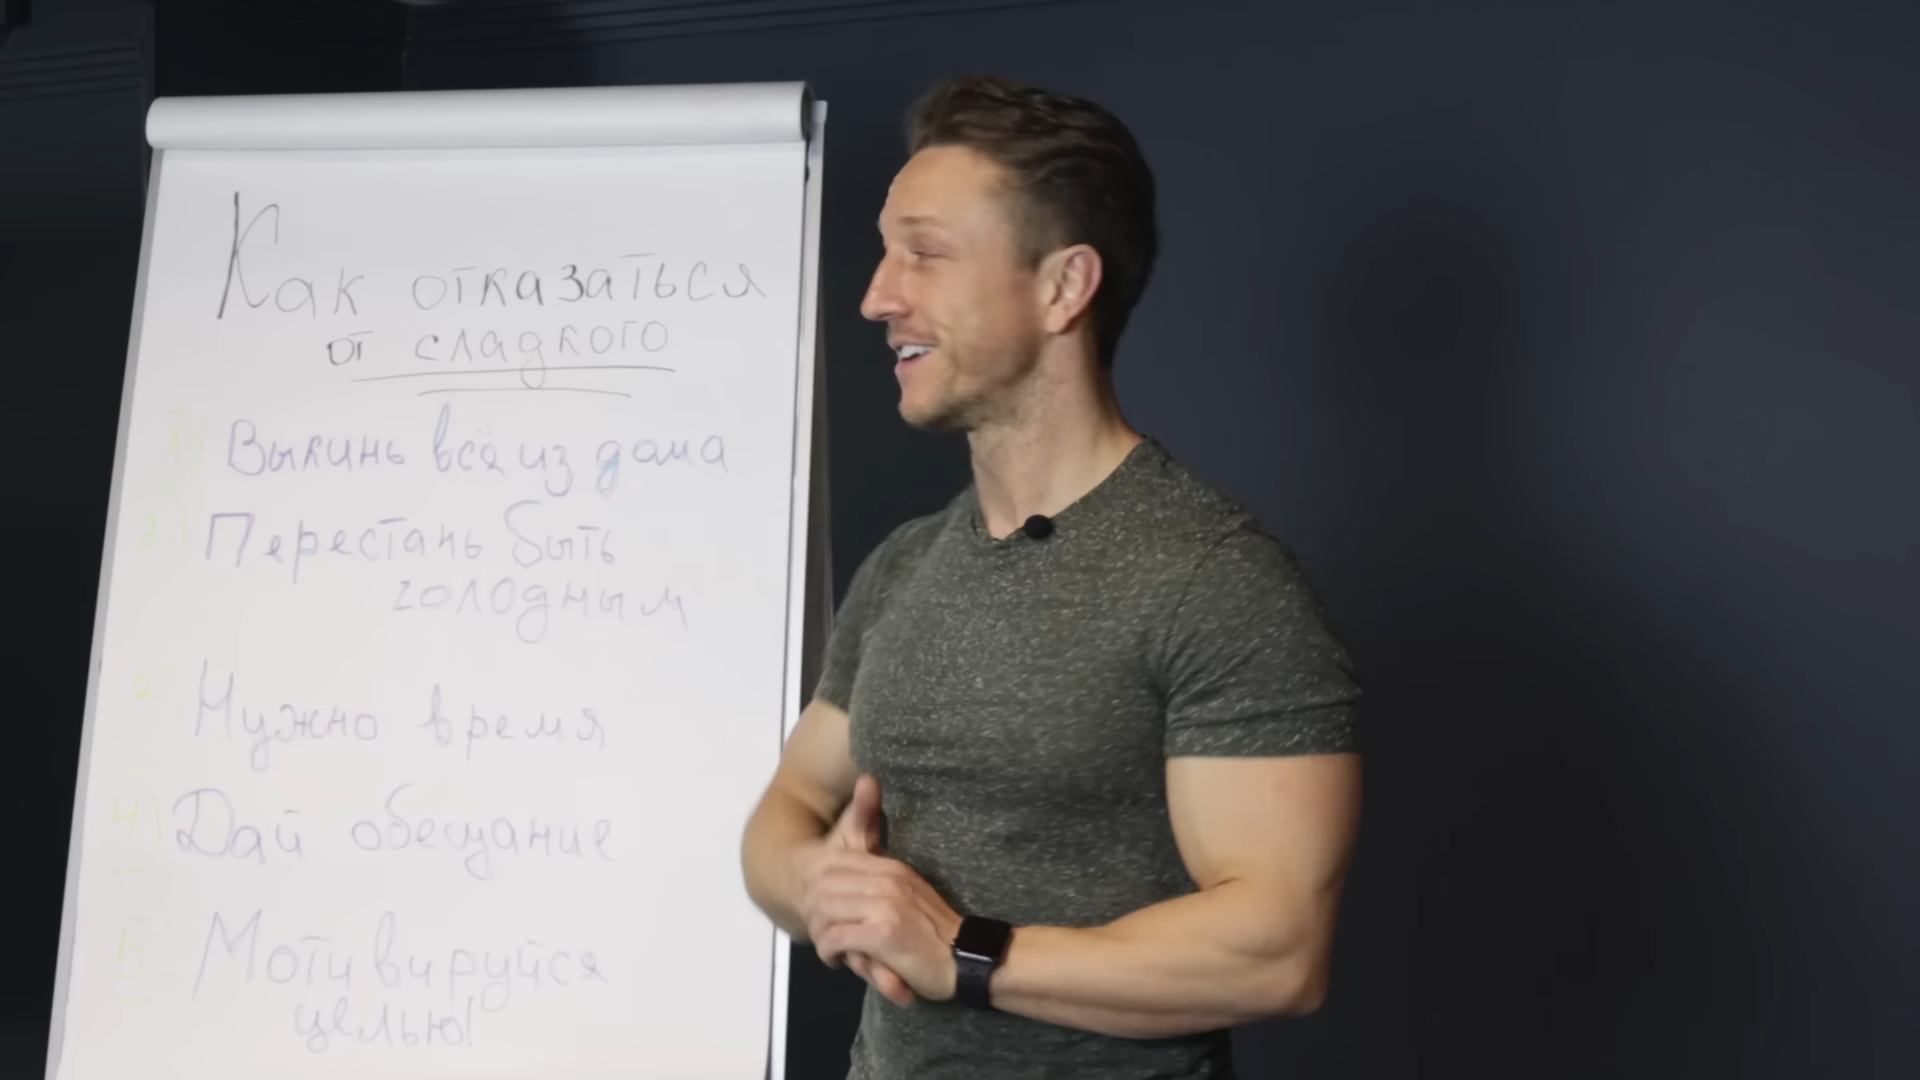 Как отказаться
от сладкого
1) Выкинь всё из дома
2) Перестань быть
голодным
Нужно время
4) Дай обещание
5 Мотивируйся
целью!